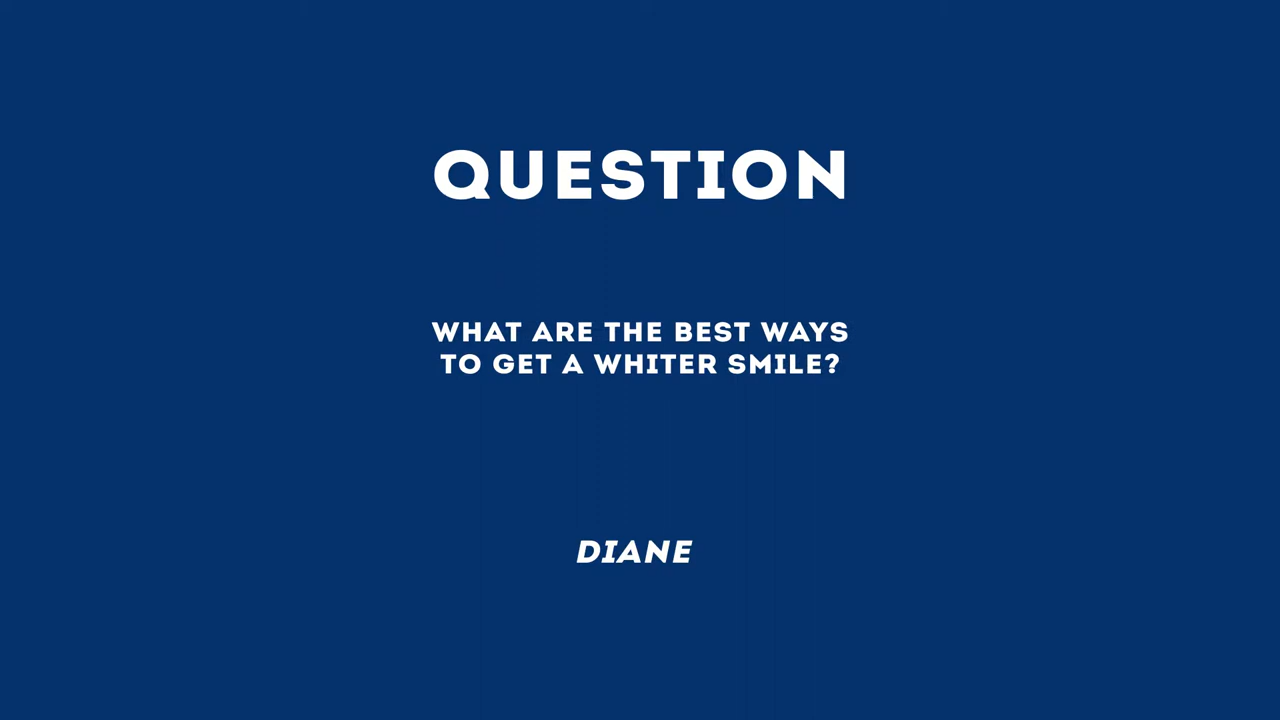 QUESTION
WHAT ARE THE BEST WAYS
TO GET A WHITER SMILE?
DIANE